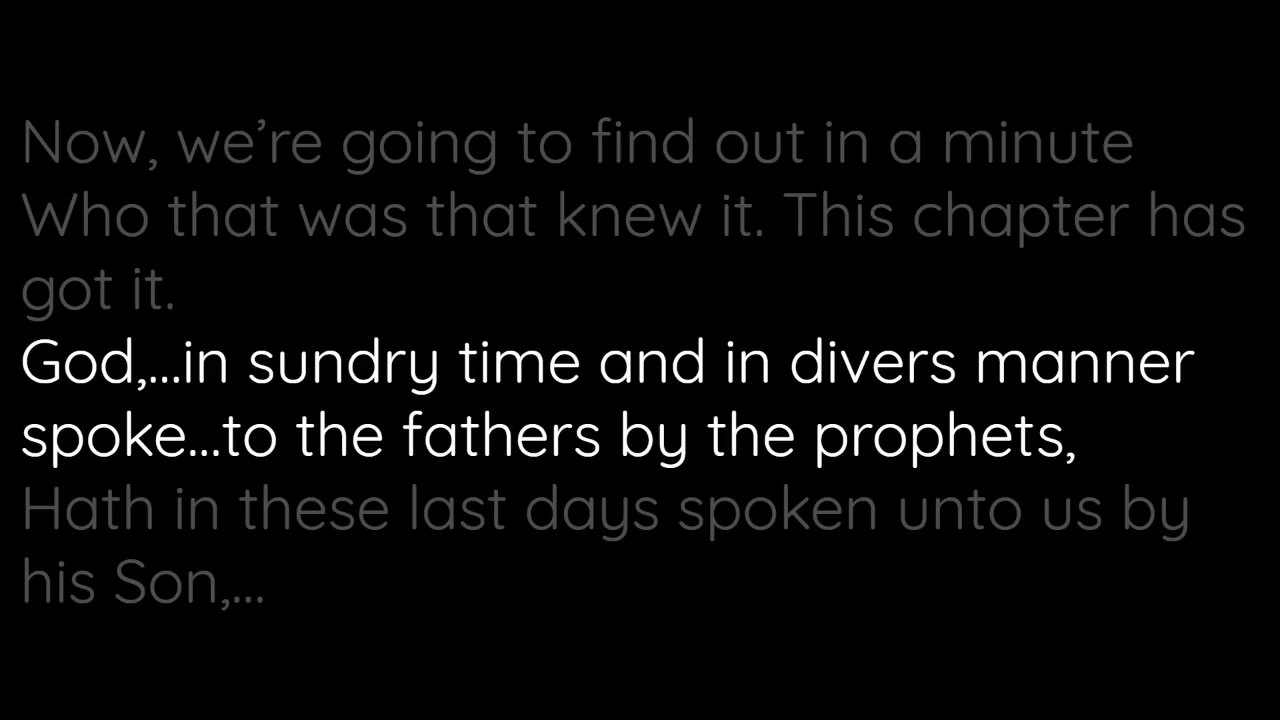 Now, we’re going to find out in a minute
Who that was that knew it. This chapter has
got it.
God,...in sundry time and in divers manner
spoke...to the fathers by the prophets,
Hath in these last days spoken unto us by
his Son,...